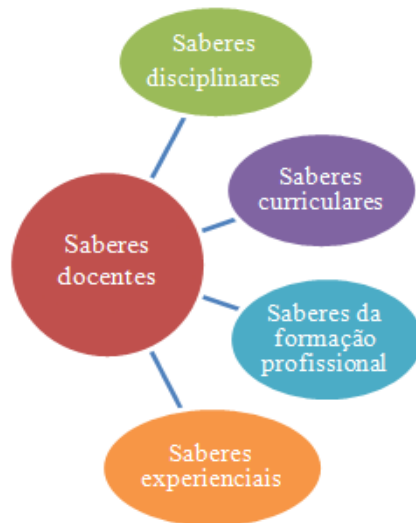 Saberes
disciplinares
Saberes
curriculares
Saberes
docentes
Saberes da
formação
profissional
Saberes
experienciais